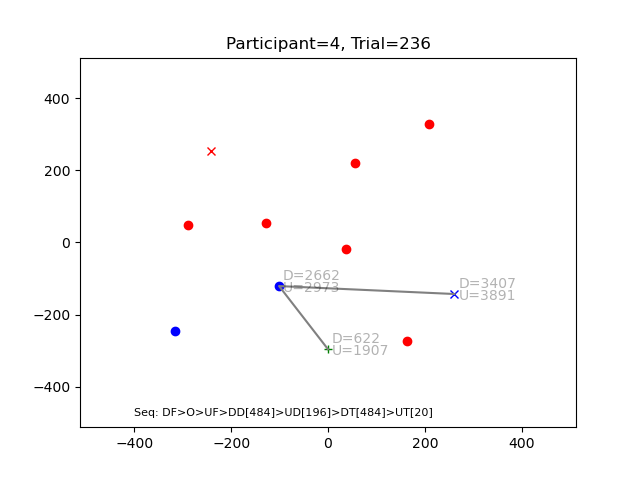 Participant=4, Trial=236
400
200
0
−200
−400
D=2662
U=2973
D=3407
U=3891
D=622
U=1907
Seq: DF>O>UF>DD[484]>UD[196]>DT[484]>UT[20]
−400
−200
0
200
400